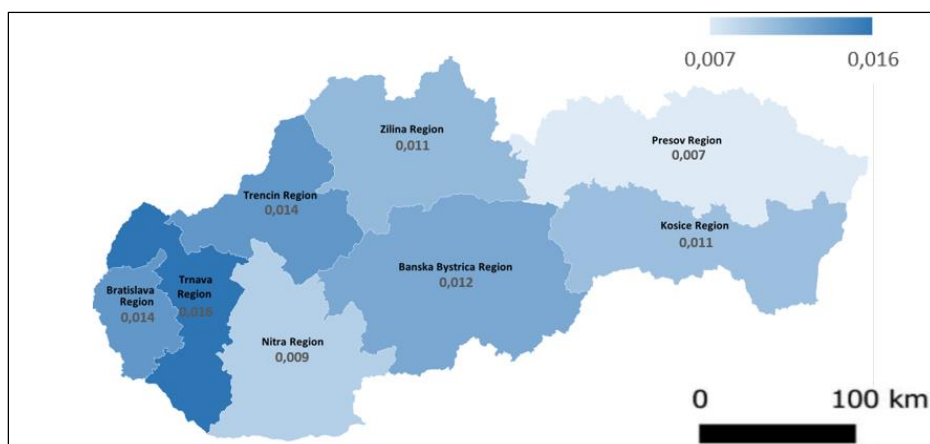 0,007
0,016
Zilina Region
0,011
Presov Region
0,007
Trencin Region
0,014
Kosice Region
0,011
Banska Bystrica Region
0,012
Trnava
Region
0,016
Bratislava
Region
0,014
Nitra Region
0,009
0
100 km